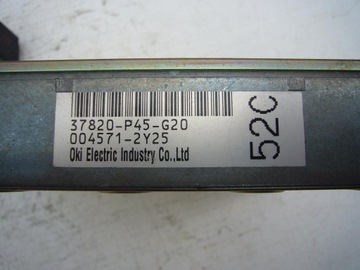 37820-P45-G20
004571-2Y25
Oki Electric Industry Co.,Ltd
52C